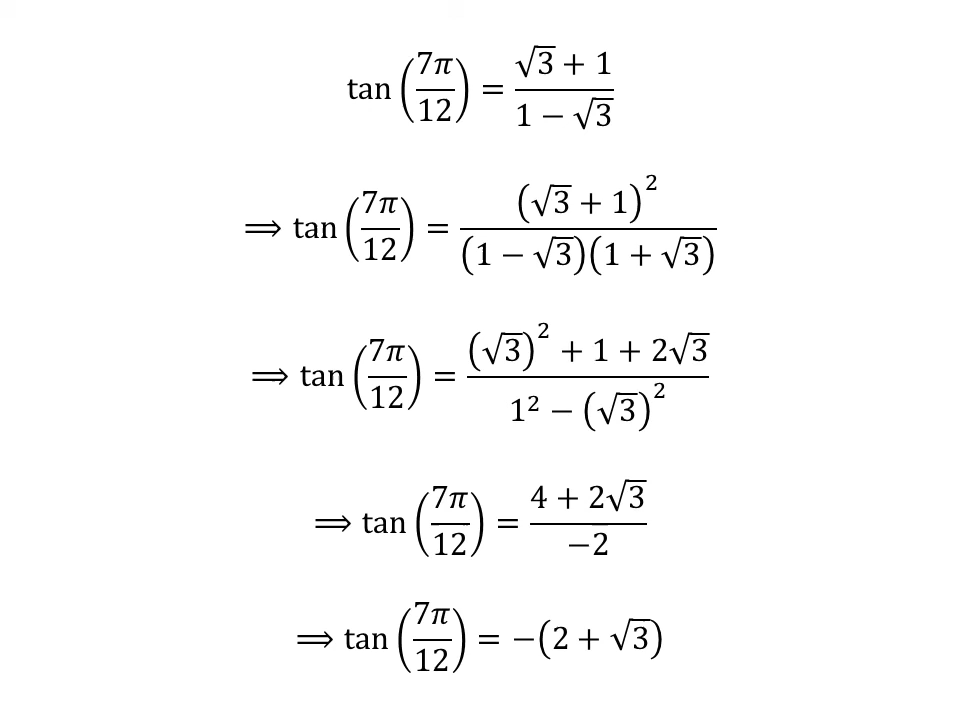 tan (7𝜋/12) = (√3 + 1)/(1 − √3)
⟹ tan (7𝜋/12) = (√3 + 1)²/((1 − √3)(1 + √3))
⟹ tan (7𝜋/12) = ((√3)² + 1 + 2√3)/(1² − (√3)²)
⟹ tan (7𝜋/12) = (4 + 2√3)/(−2)
⟹ tan (7𝜋/12) = −(2 + √3)